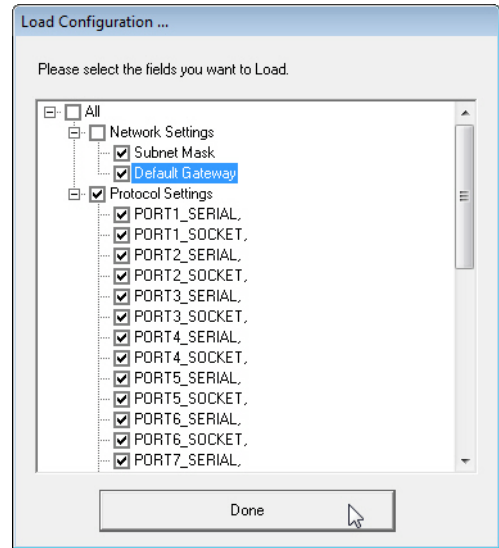 Load Configuration ...
Please select the fields you want to Load.
All
Network Settings
Subnet Mask
Default Gateway
Protocol Settings
PORT1_SERIAL,
PORT1_SOCKET,
PORT2_SERIAL,
PORT2_SOCKET,
PORT3_SERIAL,
PORT3_SOCKET,
PORT4_SERIAL,
PORT4_SOCKET,
PORT5_SERIAL,
PORT5_SOCKET,
PORT6_SERIAL,
PORT6_SOCKET,
PORT7_SERIAL,
Done